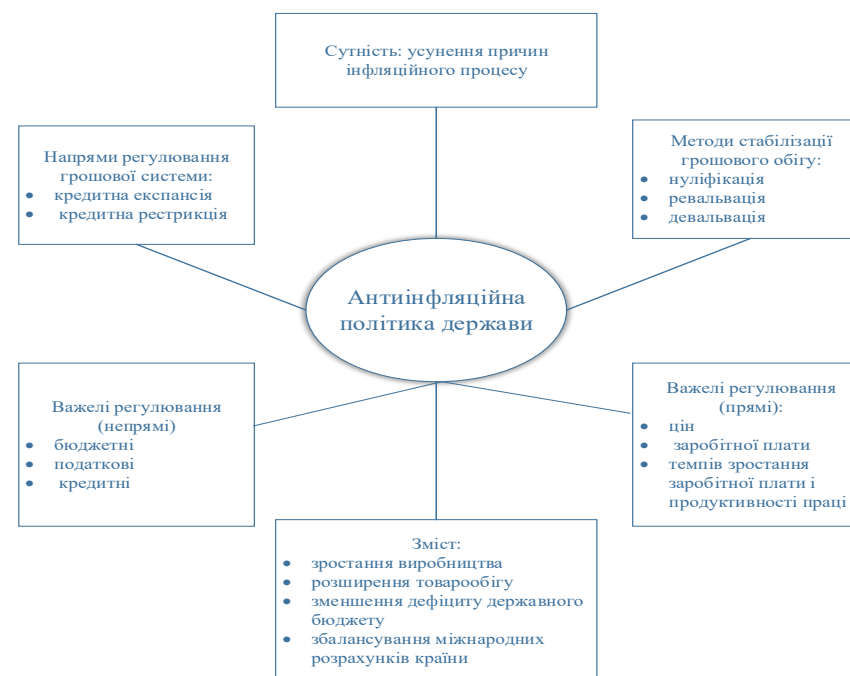 Сутність: усунення причин
інфляційного процесу
Напрями регулювання
грошової системи:
• кредитна експансія
• кредитна рестрикція
Методи стабілізації
грошового обігу:
• нуліфікація
• ревальвація
• девальвація
Антиінфляційна
політика держави
Важелі регулювання
(непрямі)
• бюджетні
• податкові
• кредитні
Важелі регулювання
(прямі):
• цін
• заробітної плати
• темпів зростання
заробітної плати і
продуктивності праці
Зміст:
• зростання виробництва
• розширення товарообігу
• зменшення дефіциту державного
бюджету
• збалансування міжнародних
розрахунків країни